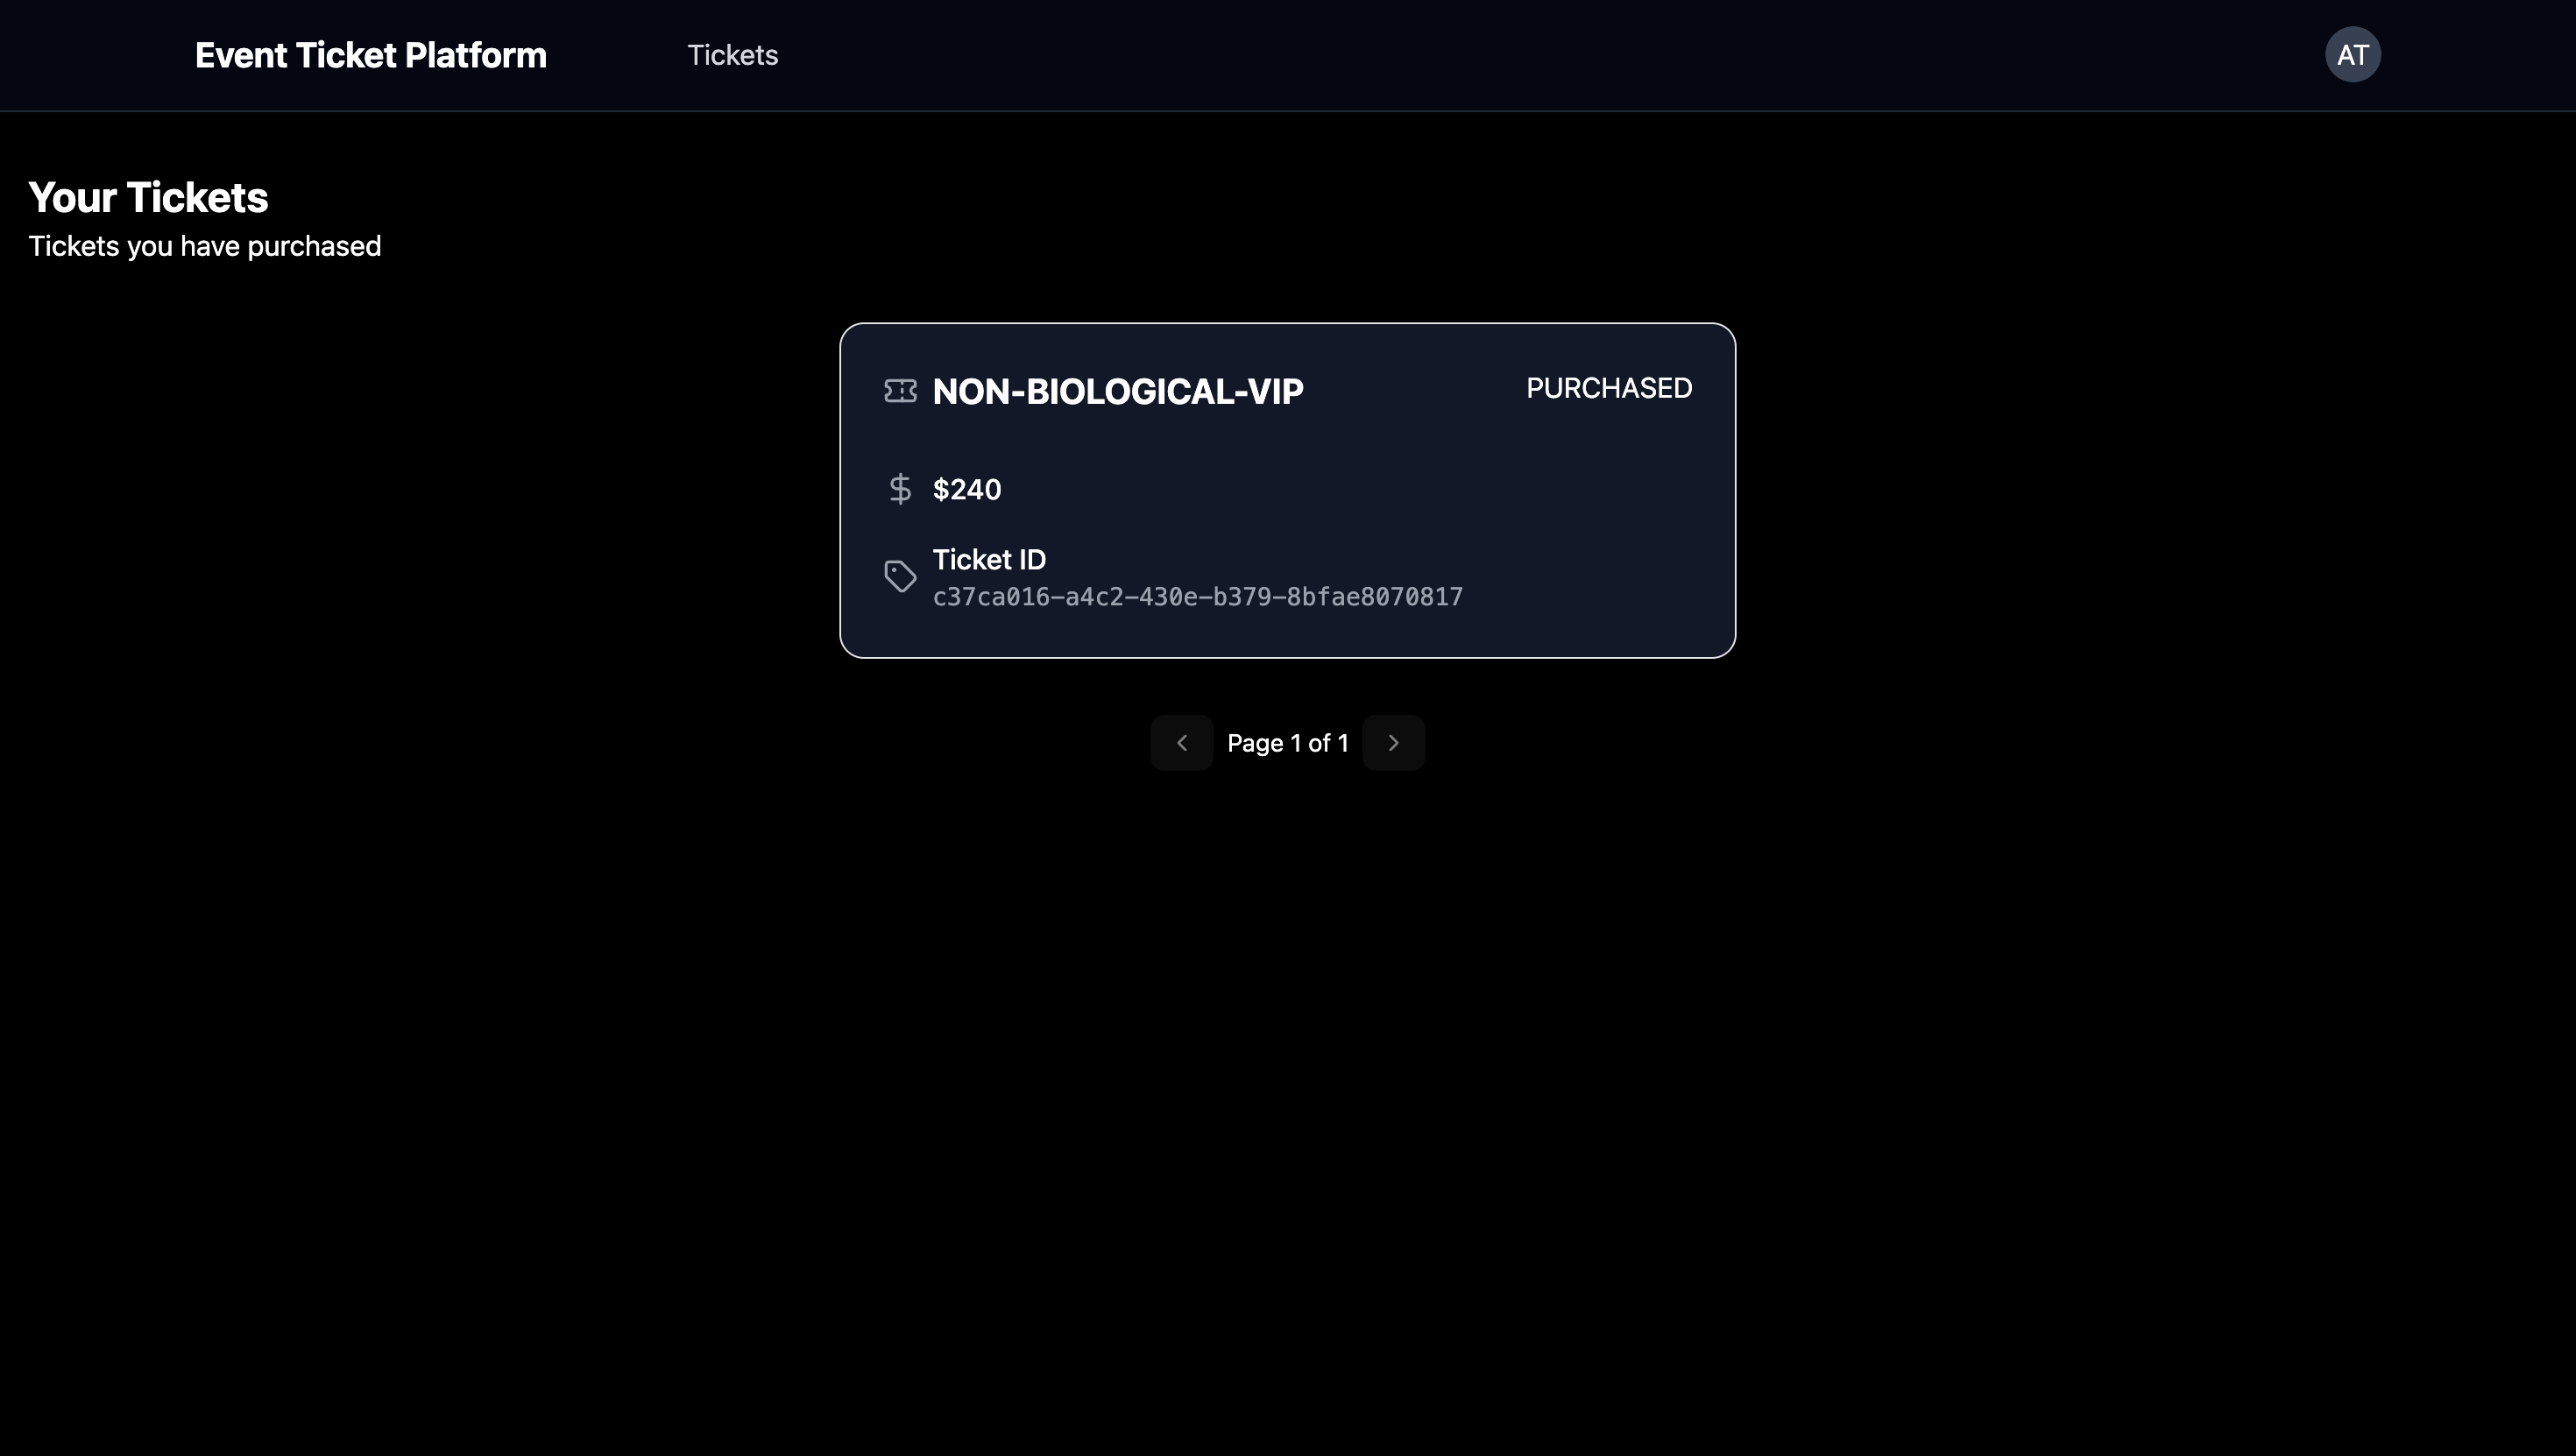 Event Ticket Platform
Tickets
AT
Your Tickets
Tickets you have purchased
NON-BIOLOGICAL-VIP
PURCHASED
$240
Ticket ID
c37ca016-a4c2-430e-b379-8bfae8070817
Page 1 of 1